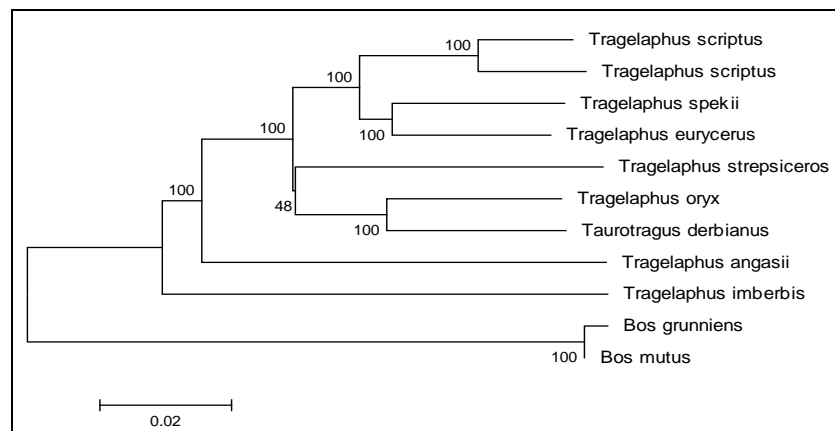 100
Tragelaphus scriptus
Tragelaphus scriptus
100
Tragelaphus spekii
100
100
Tragelaphus eurycerus
Tragelaphus strepsiceros
100
Tragelaphus oryx
48
100
Taurotragus derbianus
Tragelaphus angasii
Tragelaphus imberbis
Bos grunniens
100
Bos mutus
0.02